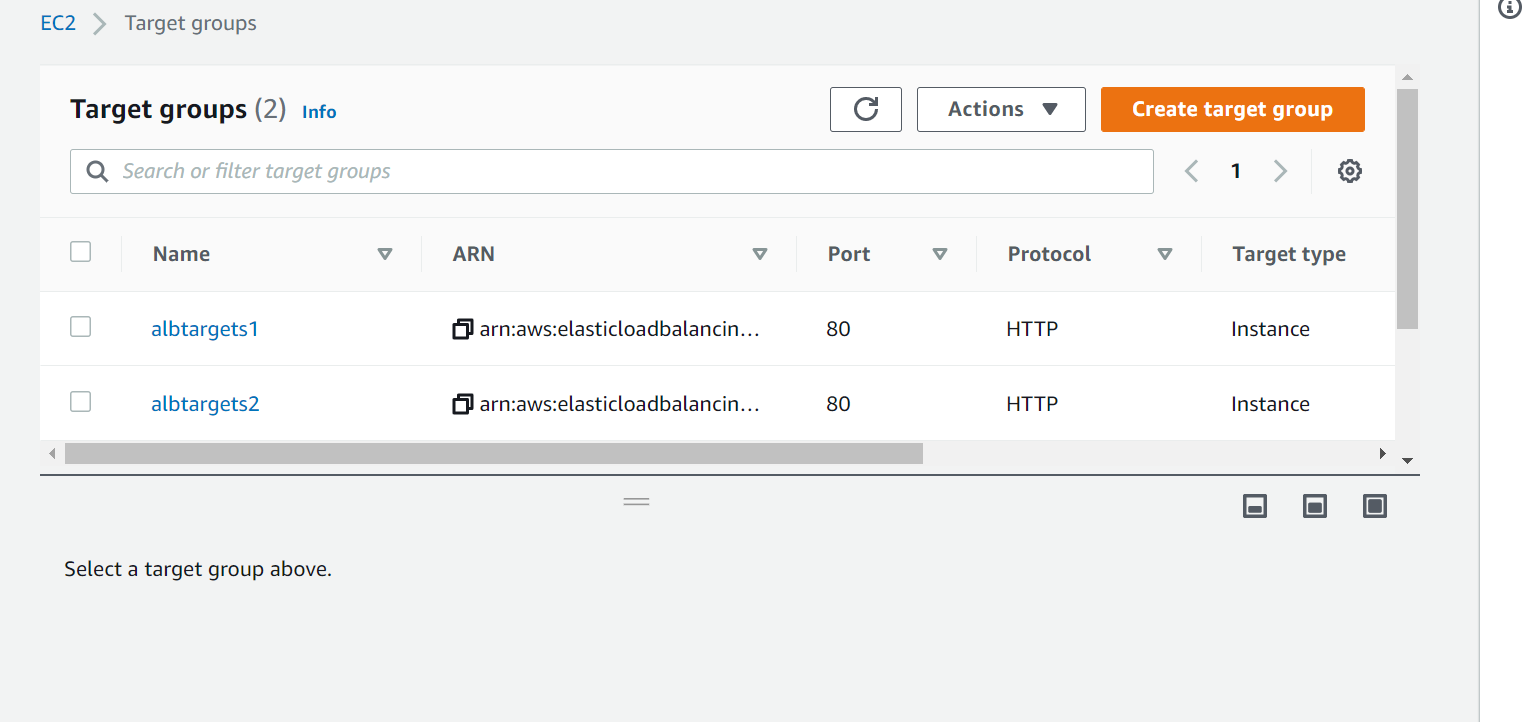 EC2 Target groups
Target groups (2) Info
Actions
Create target group
Search or filter target groups
1
Name ARN Port Protocol Target type
albtargets1 arn:aws:elasticloadbalancin... 80 HTTP Instance
albtargets2 arn:aws:elasticloadbalancin... 80 HTTP Instance
Select a target group above.